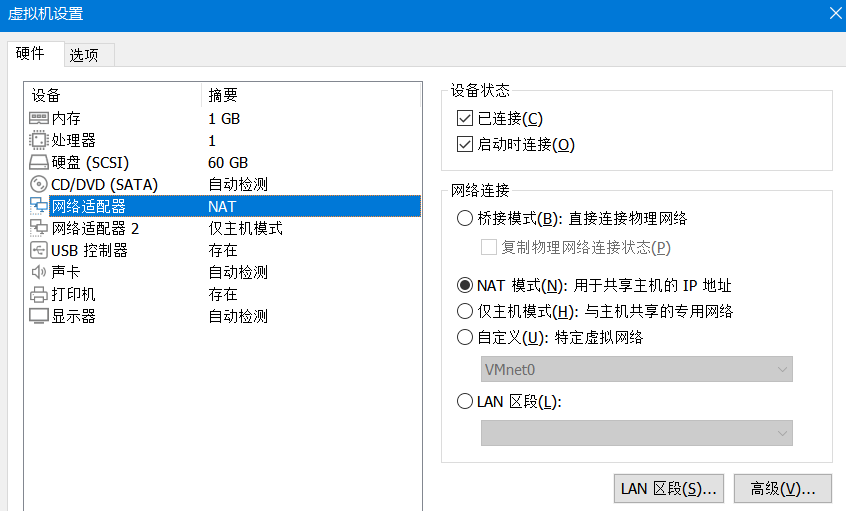 虚拟机设置
硬件 选项
设备 摘要
内存 1 GB
处理器 1
硬盘 (SCSI) 60 GB
CD/DVD (SATA) 自动检测
网络适配器 NAT
网络适配器 2 仅主机模式
USB 控制器 存在
声卡 自动检测
打印机 存在
显示器 自动检测
设备状态
已连接(C)
启动时连接(O)
网络连接
桥接模式(B): 直接连接物理网络
复制物理网络连接状态(P)
NAT 模式(N): 用于共享主机的 IP 地址
仅主机模式(H): 与主机共享的专用网络
自定义(U): 特定虚拟网络
VMnet0
LAN 区段(L):
LAN 区段(S)... 高级(V)...